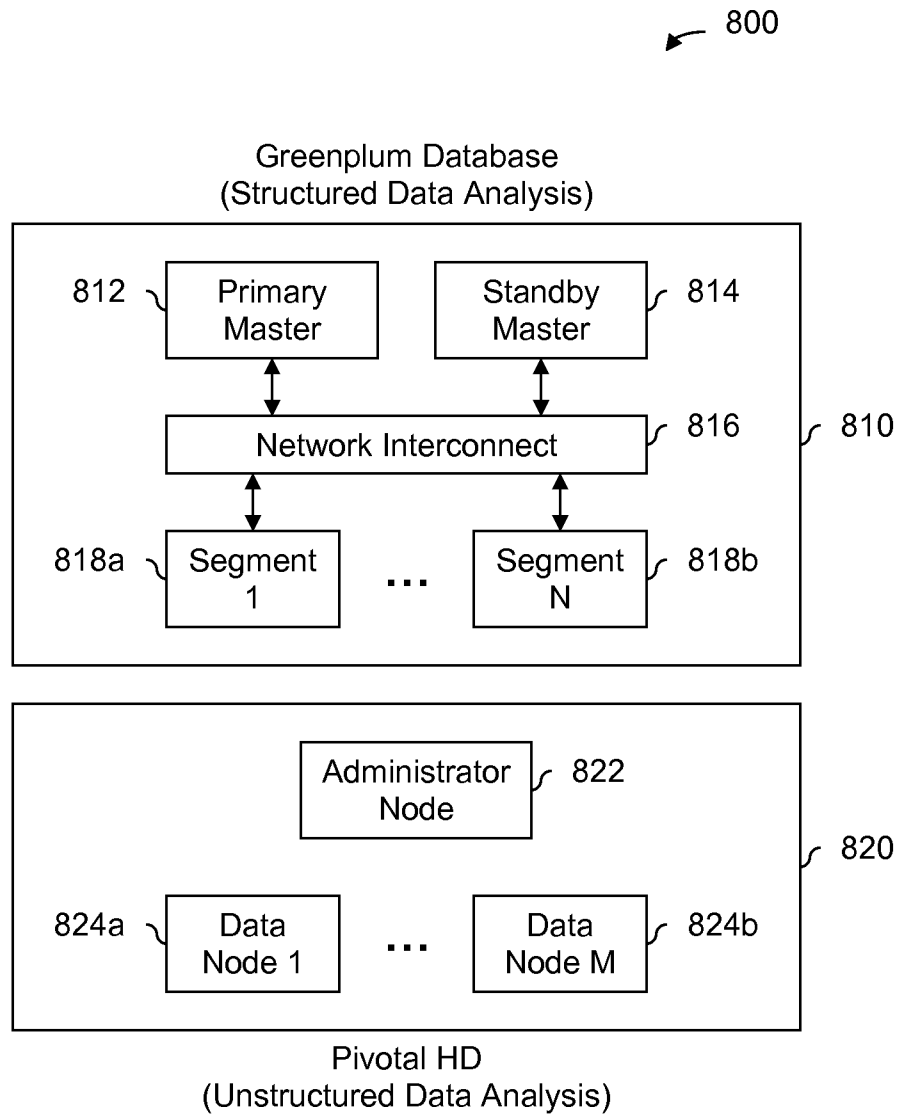 800
Greenplum Database
(Structured Data Analysis)
812
Primary
Master
Standby
Master
814
Network Interconnect
816
810
818a
Segment
1
...
Segment
N
818b
Administrator
Node
822
820
824a
Data
Node 1
...
Data
Node M
824b
Pivotal HD
(Unstructured Data Analysis)